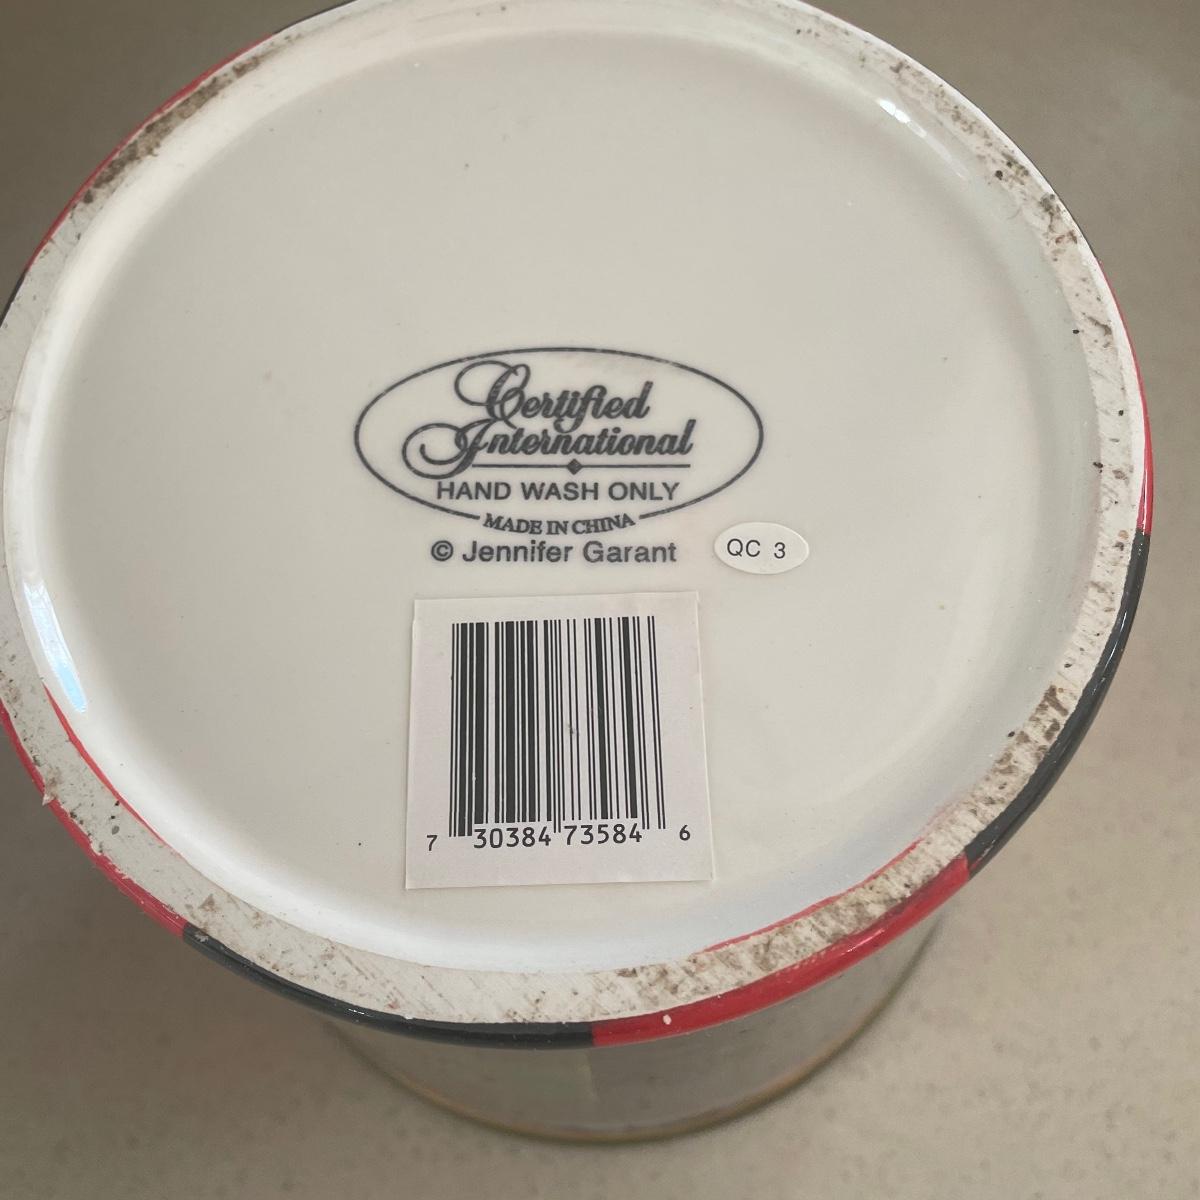 Certified
International
HAND WASH ONLY
MADE IN CHINA
© Jennifer Garant
QC 3
7 30384 73584 6